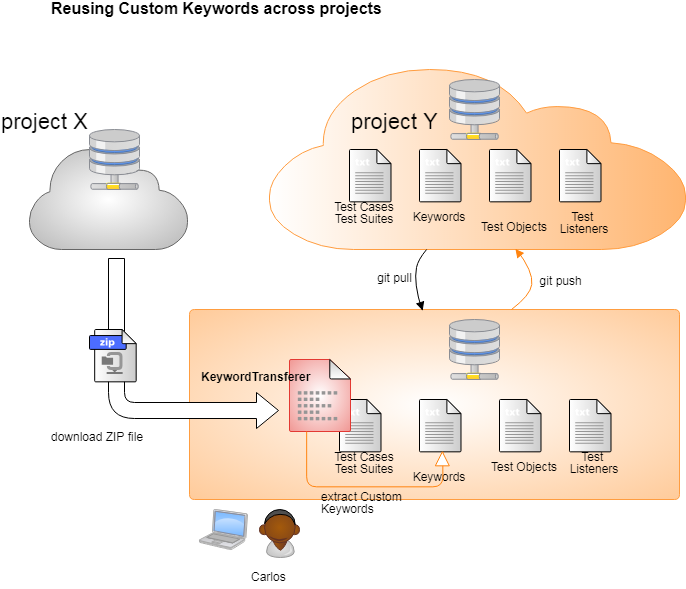 Reusing Custom Keywords across projects
project X
project Y
txt
txt
txt
txt
Test Cases
Test Suites
Keywords
Test Objects
Test
Listeners
git pull
git push
zip
KeywordTransferer
txt
txt
txt
txt
download ZIP file
Test Cases
Test Suites
Keywords
Test Objects
Test
Listeners
extract Custom
Keywords
Carlos